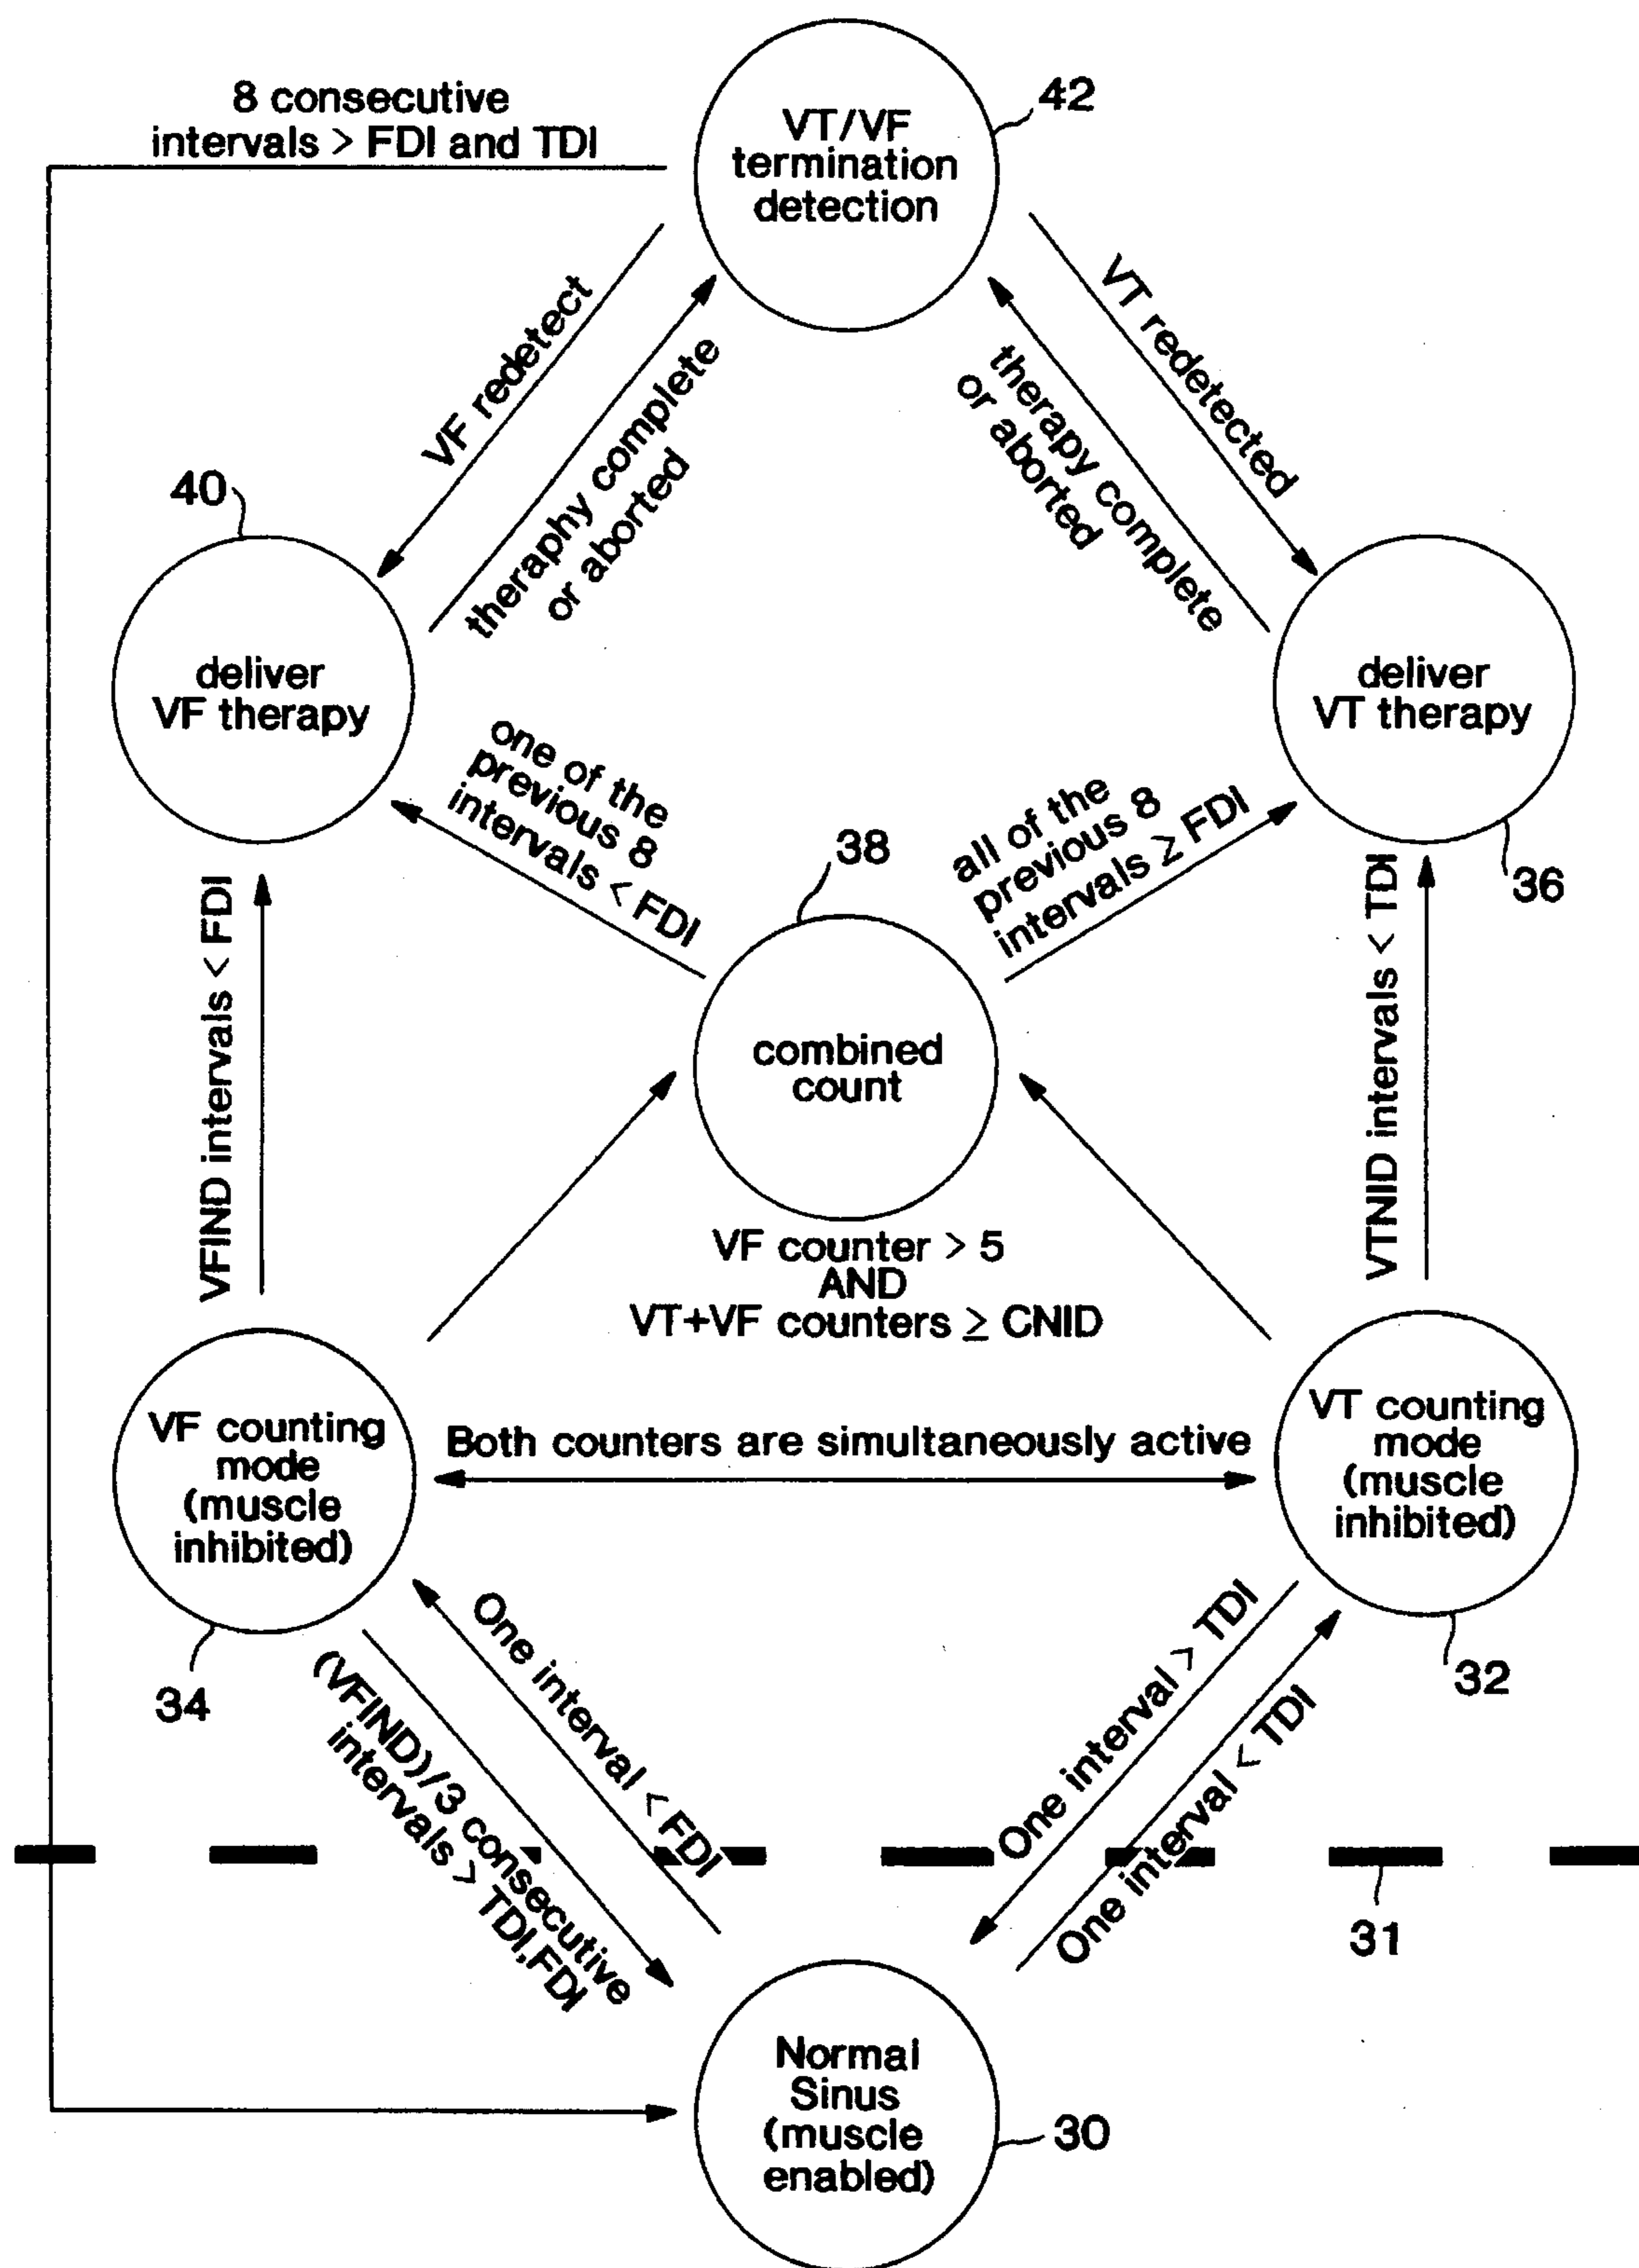 8 consecutive
intervals > FDI and TDI
VT/VF
termination
detection
42
VF redetect
theraphy complete
or aborted
VT redetected
therapy complete
or aborted
40
deliver
VF therapy
deliver
VT therapy
36
one of the
previous 8
intervals < FDI
38
all of the
previous 8
intervals ≥ FDI
combined
count
VFIND intervals < FDI
VTNID intervals < TDI
VF counter > 5
AND
VT+VF counters ≥ CNID
VF counting
mode
(muscle
inhibited)
34
Both counters are simultaneously active
VT counting
mode
(muscle
inhibited)
32
One interval < FDI
(VFIND)/3 consecutive
intervals > TDI,FDI
One interval > TDI
One interval < TDI
31
Normal
Sinus
(muscle
enabled)
30